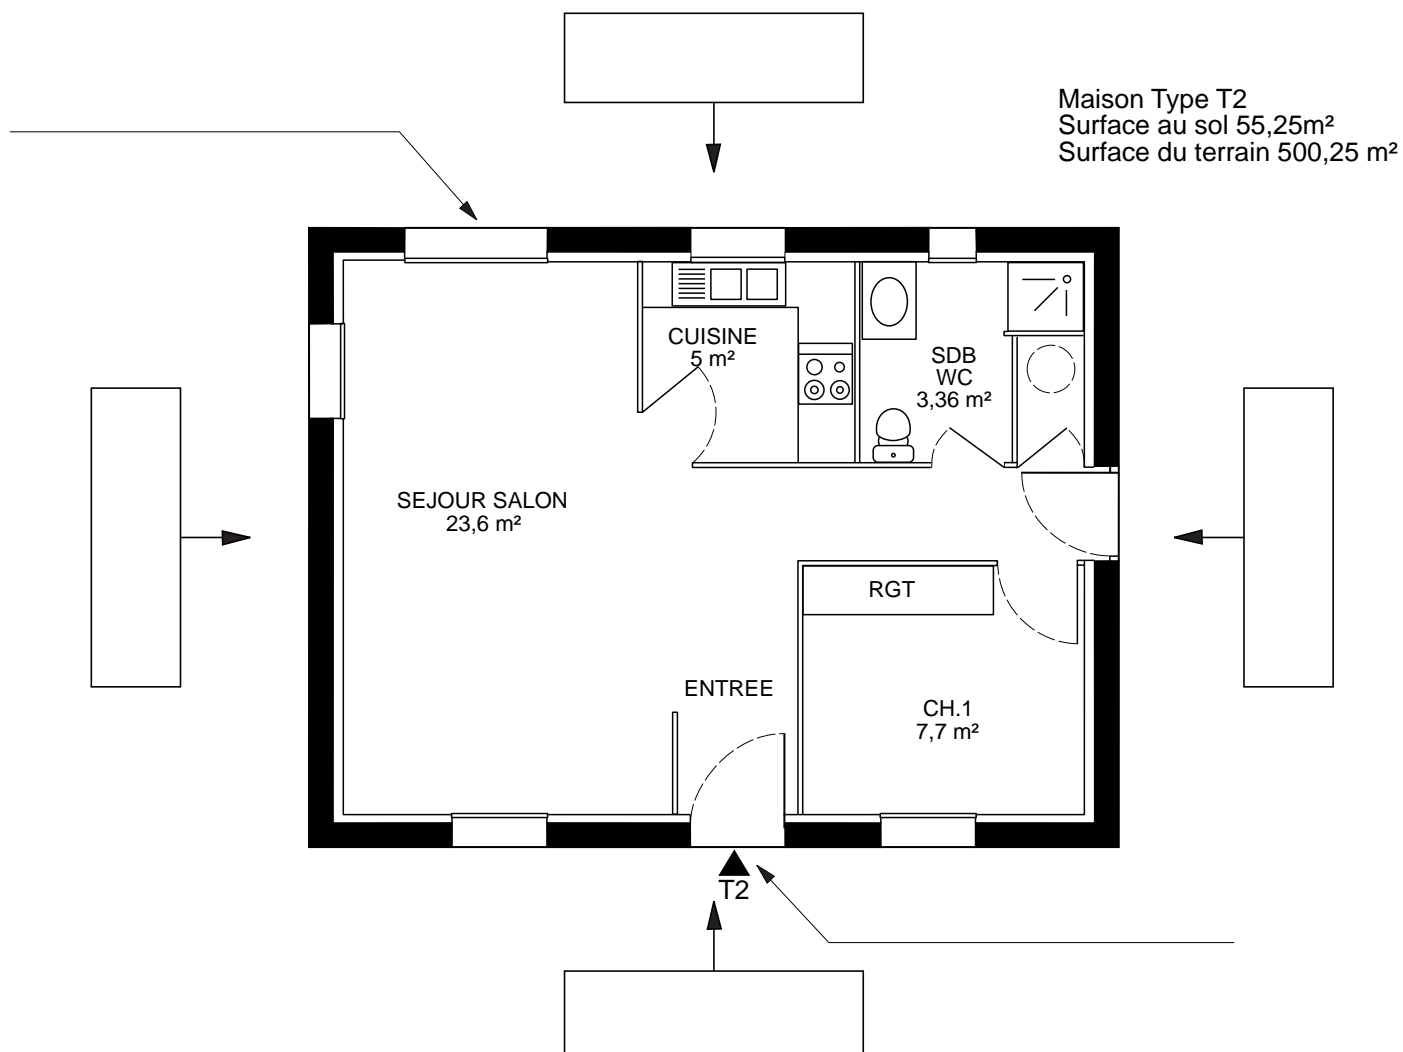 Maison Type T2
Surface au sol 55,25m²
Surface du terrain 500,25 m²
CUISINE
5 m²
SDB
WC
3,36 m²
SEJOUR SALON
23,6 m²
RGT
ENTREE
CH.1
7,7 m²
T2